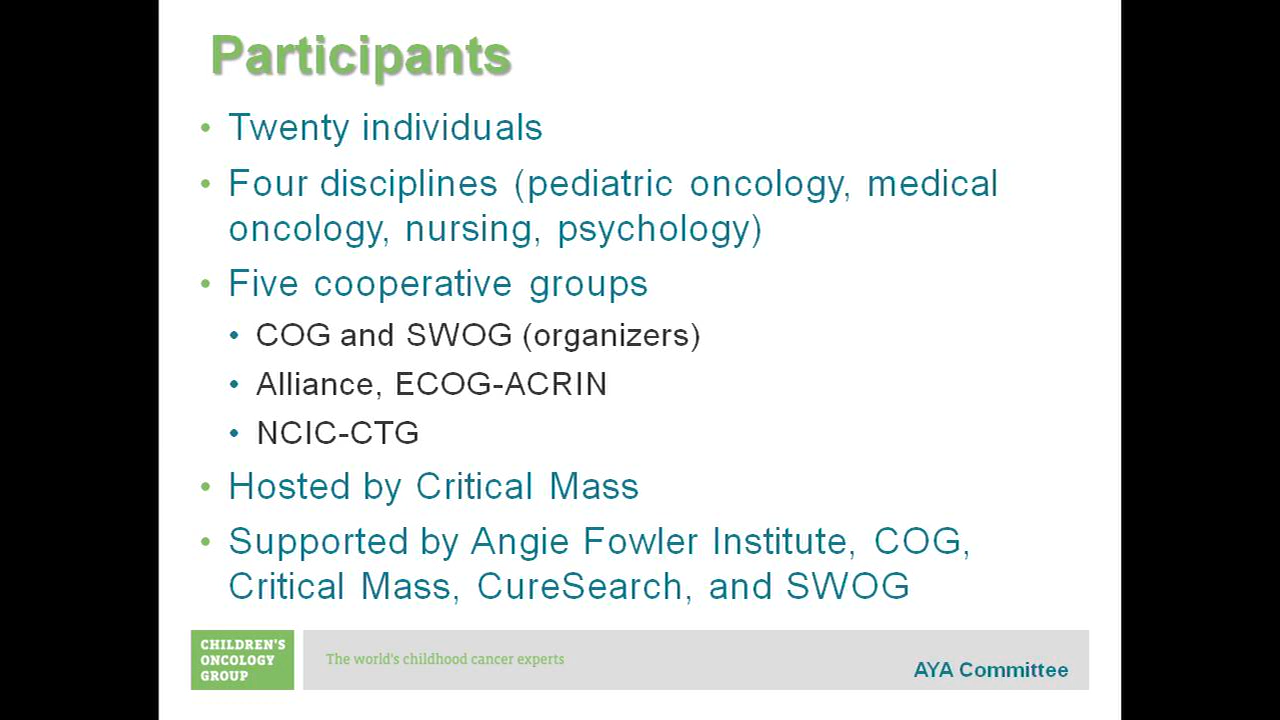 Participants
• Twenty individuals
• Four disciplines (pediatric oncology, medical
oncology, nursing, psychology)
• Five cooperative groups
• COG and SWOG (organizers)
• Alliance, ECOG-ACRIN
• NCIC-CTG
• Hosted by Critical Mass
• Supported by Angie Fowler Institute, COG,
Critical Mass, CureSearch, and SWOG
CHILDREN'S
ONCOLOGY
GROUP
The world's childhood cancer experts
AYA Committee